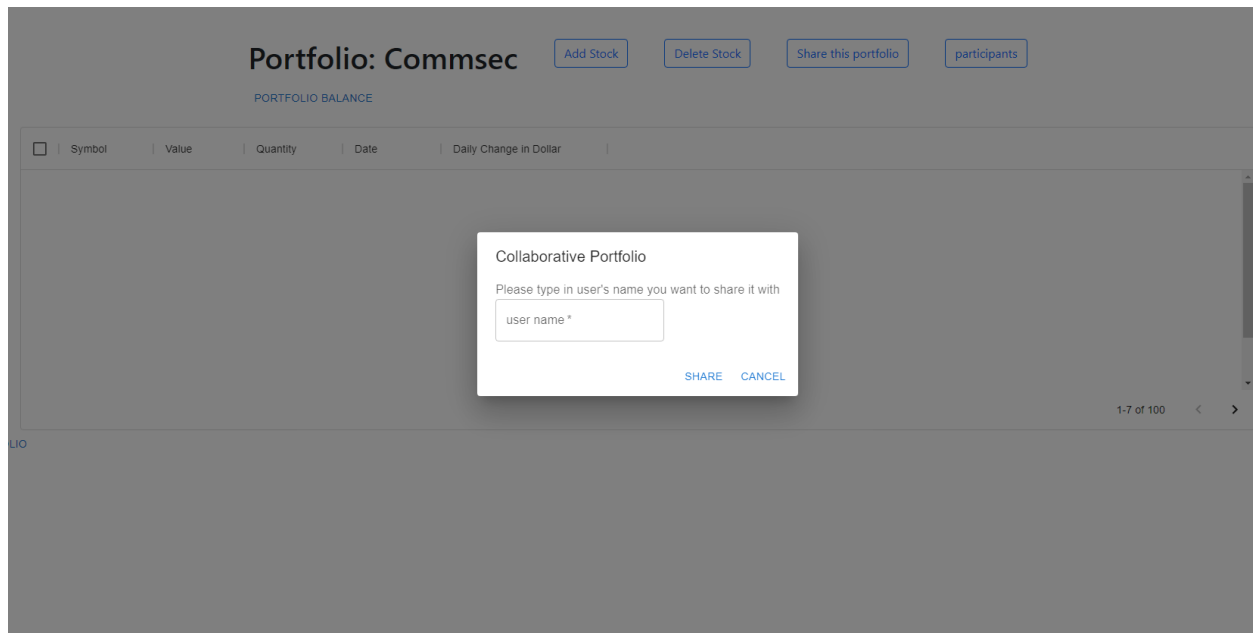 Portfolio: Commsec
Add Stock
Delete Stock
Share this portfolio
participants
PORTFOLIO BALANCE
Symbol
Value
Quantity
Date
Daily Change in Dollar
Collaborative Portfolio
Please type in user's name you want to share it with
user name *
SHARE
CANCEL
1-7 of 100
LIO